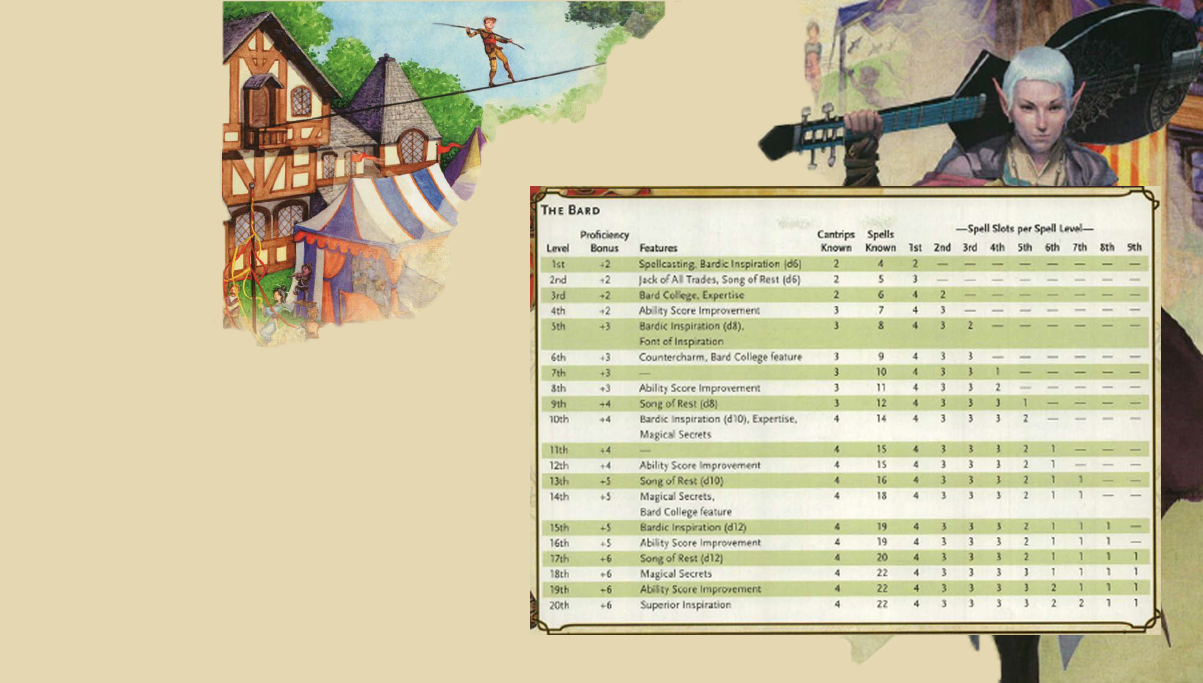 THE BARD
—Spell Slots per Spell Level—
Proficiency Cantrips Spells
Level Bonus Features Known Known 1st 2nd 3rd 4th 5th 6th 7th 8th 9th
1st +2 Spellcasting, Bardic Inspiration (d6) 2 4 2 — — — — — — — —
2nd +2 Jack of All Trades, Song of Rest (d6) 2 5 3 — — — — — — — —
3rd +2 Bard College, Expertise 2 6 4 2 — — — — — — —
4th +2 Ability Score Improvement 3 7 4 3 — — — — — — —
5th +3 Bardic Inspiration (d8), 3 8 4 3 2 — — — — — —
Font of Inspiration
6th +3 Countercharm, Bard College feature 3 9 4 3 3 — — — — — —
7th +3 — 3 10 4 3 3 1 — — — — —
8th +3 Ability Score Improvement 3 11 4 3 3 2 — — — — —
9th +4 Song of Rest (d8) 3 12 4 3 3 3 1 — — — —
10th +4 Bardic Inspiration (d10), Expertise, 4 14 4 3 3 3 2 — — — —
Magical Secrets
11th +4 — 4 15 4 3 3 3 2 1 — — —
12th +4 Ability Score Improvement 4 15 4 3 3 3 2 1 — — —
13th +5 Song of Rest (d10) 4 16 4 3 3 3 2 1 1 — —
14th +5 Magical Secrets, 4 18 4 3 3 3 2 1 1 — —
Bard College feature
15th +5 Bardic Inspiration (d12) 4 19 4 3 3 3 2 1 1 1 —
16th +5 Ability Score Improvement 4 19 4 3 3 3 2 1 1 1 —
17th +6 Song of Rest (d12) 4 20 4 3 3 3 2 1 1 1 1
18th +6 Magical Secrets 4 22 4 3 3 3 3 1 1 1 1
19th +6 Ability Score Improvement 4 22 4 3 3 3 3 2 1 1 1
20th +6 Superior Inspiration 4 22 4 3 3 3 3 2 2 1 1